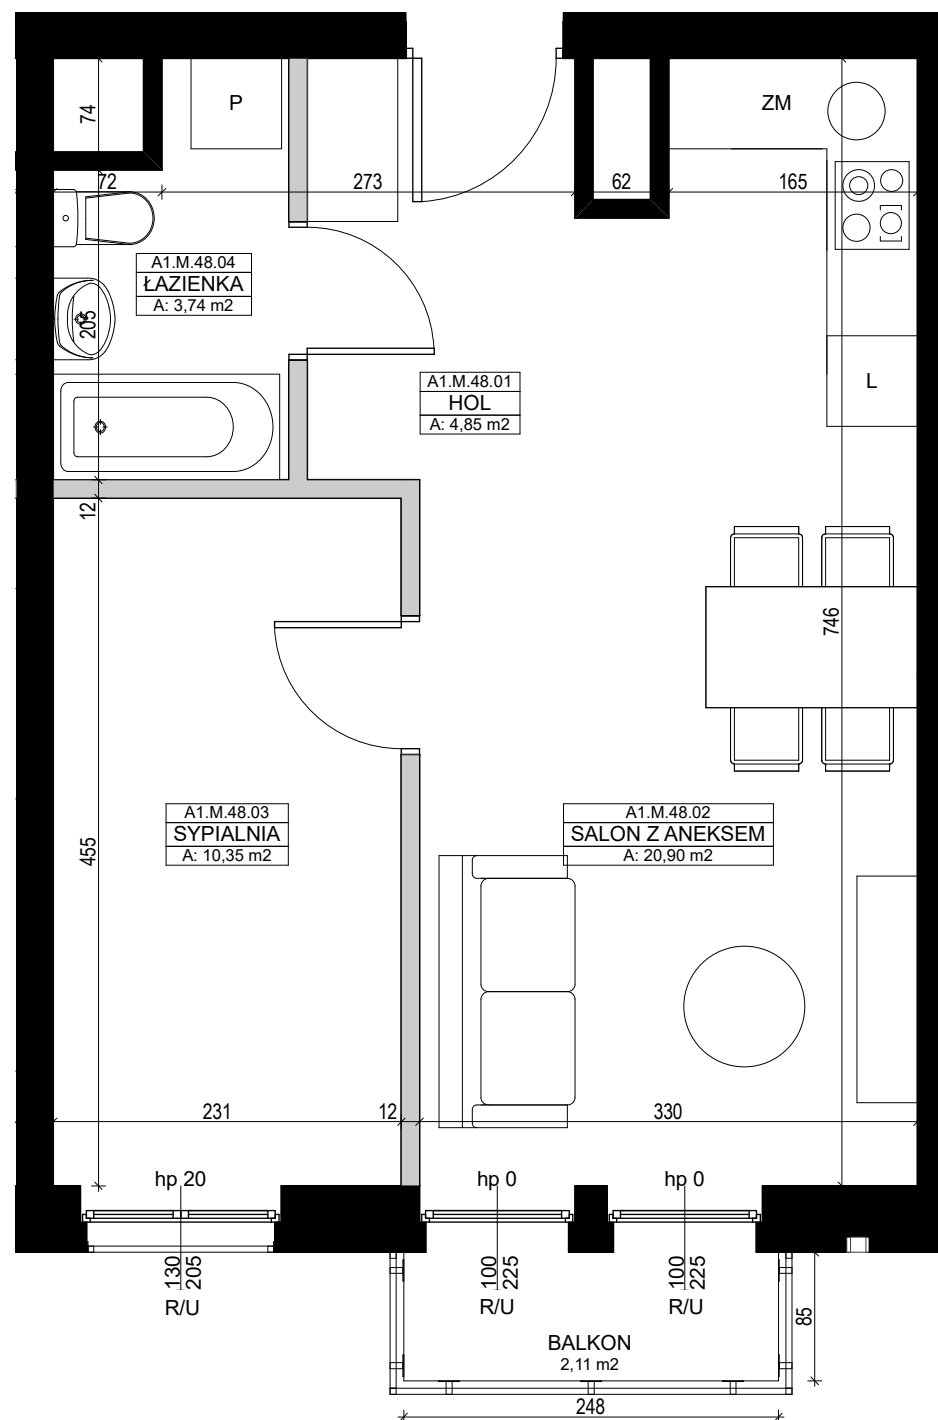 P
ZM
74
72
273
62
165
A1.M.48.04
ŁAZIENKA
A: 3,74 m2
205
A1.M.48.01
HOL
A: 4,85 m2
L
12
746
A1.M.48.03
SYPIALNIA
A: 10,35 m2
A1.M.48.02
SALON Z ANEKSEM
A: 20,90 m2
455
231
12
330
hp 20
hp 0
hp 0
130
205
R/U
100
225
R/U
100
225
R/U
85
BALKON
2,11 m2
248